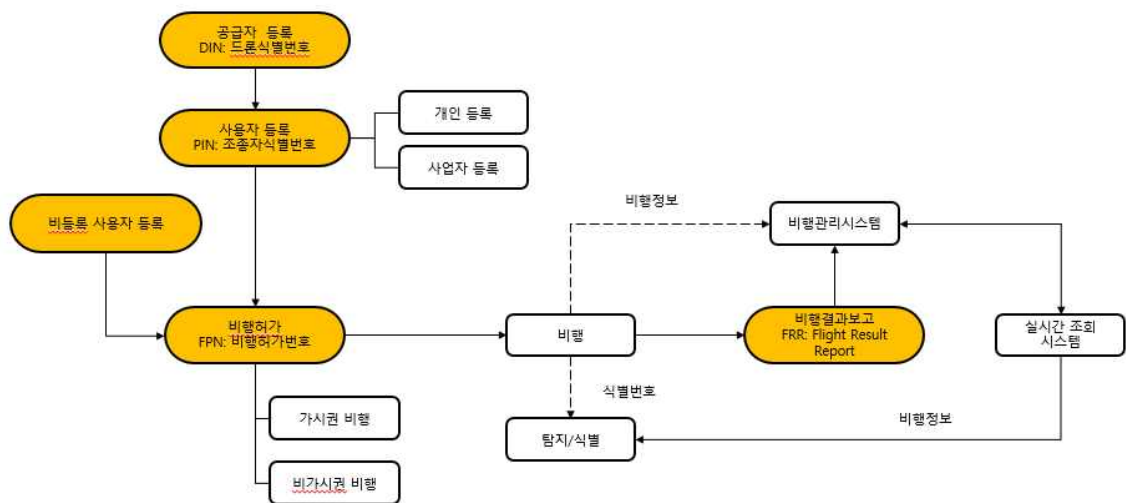 공급자 등록
DIN: 드론식별번호
사용자 등록
PIN: 조종자식별번호
개인 등록
사업자 등록
비등록 사용자 등록
비행정보
비행관리시스템
비행허가
FPN: 비행허가번호
비행
비행결과보고
FRR: Flight Result
Report
실시간 조회
시스템
식별번호
가시권 비행
탐지/식별
비행정보
비가시권 비행